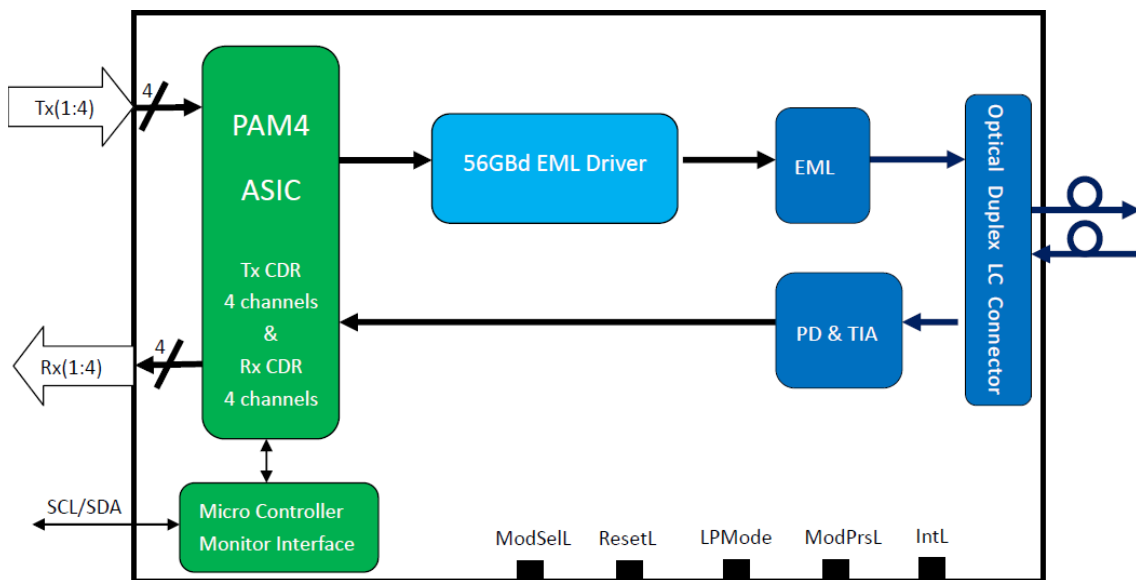 Tx(1:4)
4
PAM4
ASIC
Tx CDR
4 channels
&
Rx CDR
4 channels
56GBd EML Driver
EML
PD & TIA
Optical Duplex LC Connector
4
Rx(1:4)
SCL/SDA
Micro Controller
Monitor Interface
ModSelL
ResetL
LPMode
ModPrsL
IntL